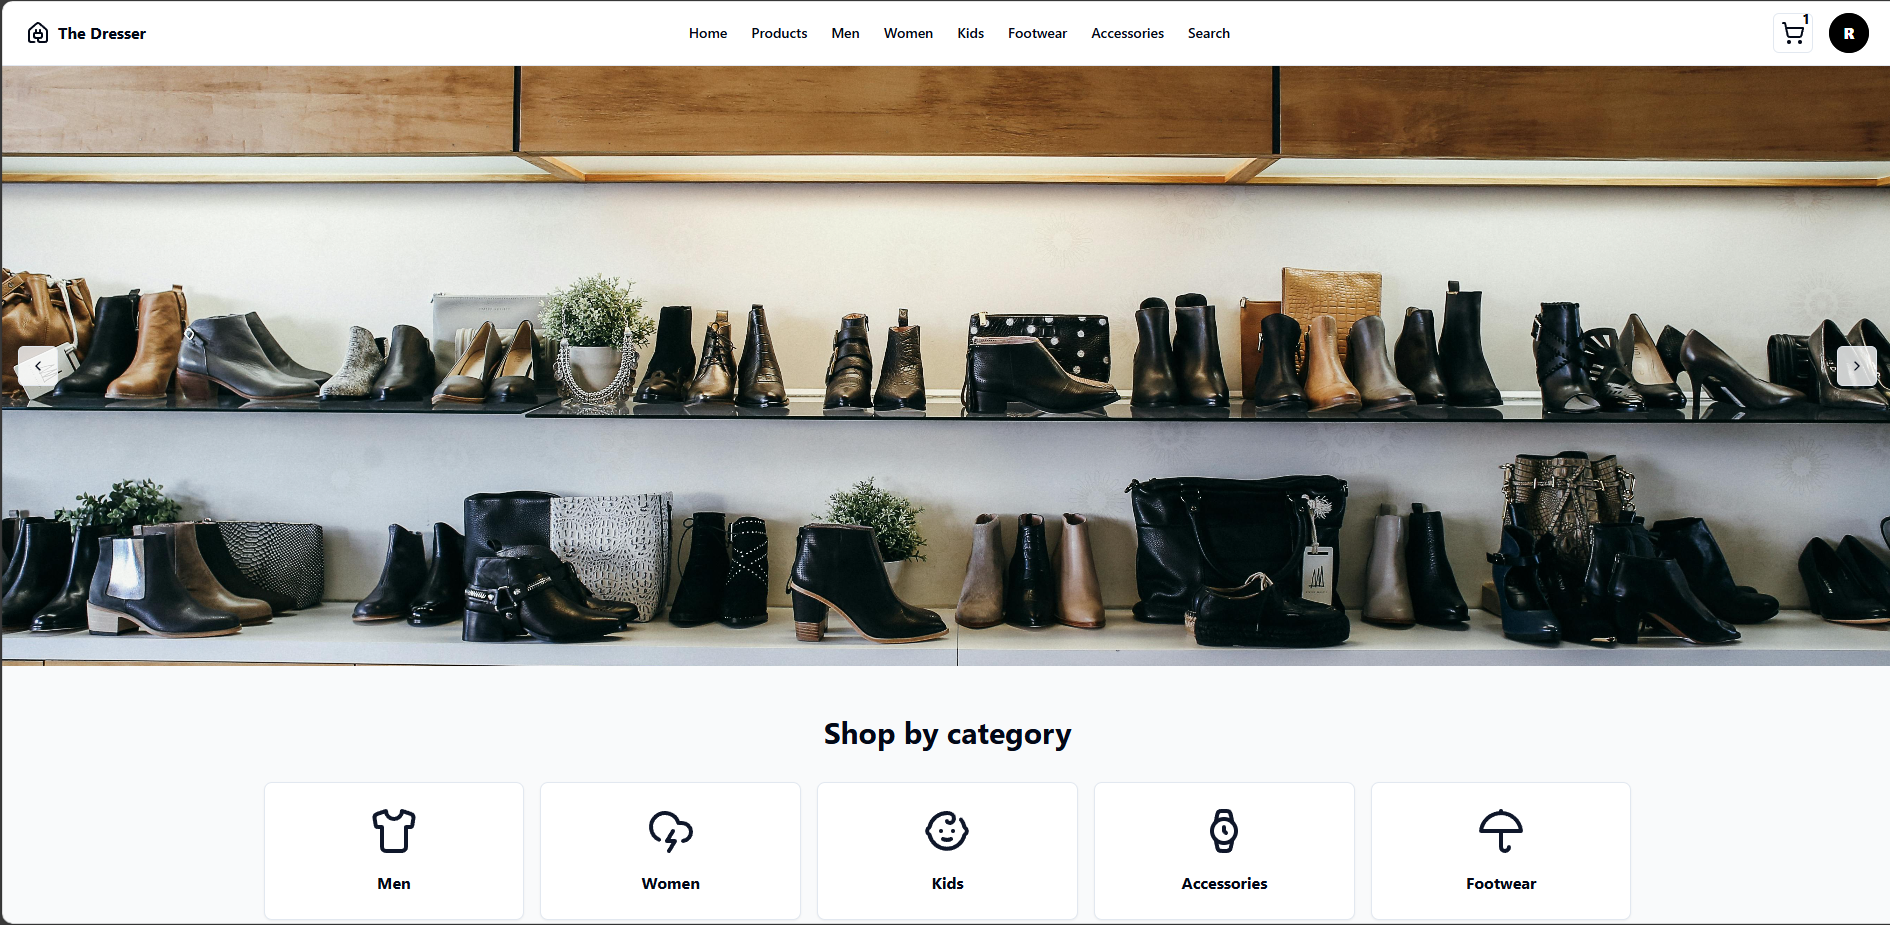 The Dresser
Home Products Men Women Kids Footwear Accessories Search
1
R
Shop by category
Men
Women
Kids
Accessories
Footwear